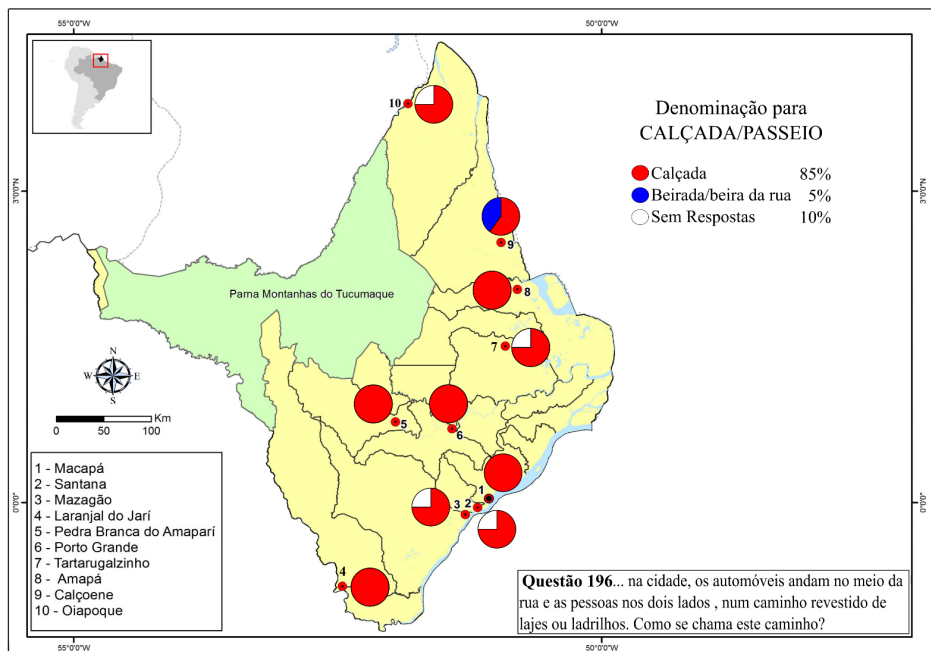 55°0'0"W
50°0'0"W
Denominação para
CALÇADA/PASSEIO
Calçada 85%
Beirada/beira da rua 5%
Sem Respostas 10%
3°0'0"N
3°0'0"N
10
9
8
7
Parna Montanhas do Tucumaque
N
W E
S
Km
0 50 100
5
6
1
2
3
4
0°0'0"
0°0'0"
1 - Macapá
2 - Santana
3 - Mazagão
4 - Laranjal do Jarí
5 - Pedra Branca do Amaparí
6 - Porto Grande
7 - Tartarugalzinho
8 - Amapá
9 - Calçoene
10 - Oiapoque
Questão 196... na cidade, os automóveis andam no meio da
rua e as pessoas nos dois lados , num caminho revestido de
lajes ou ladrilhos. Como se chama este caminho?
55°0'0"W
50°0'0"W